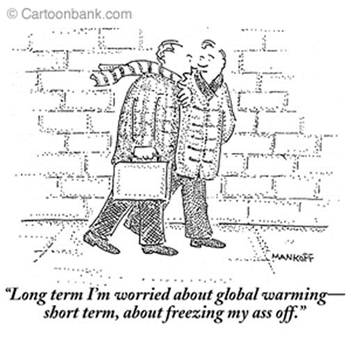 © Cartoonbank.com
MANKOFF
“Long term I’m worried about global warming—
short term, about freezing my ass off.”